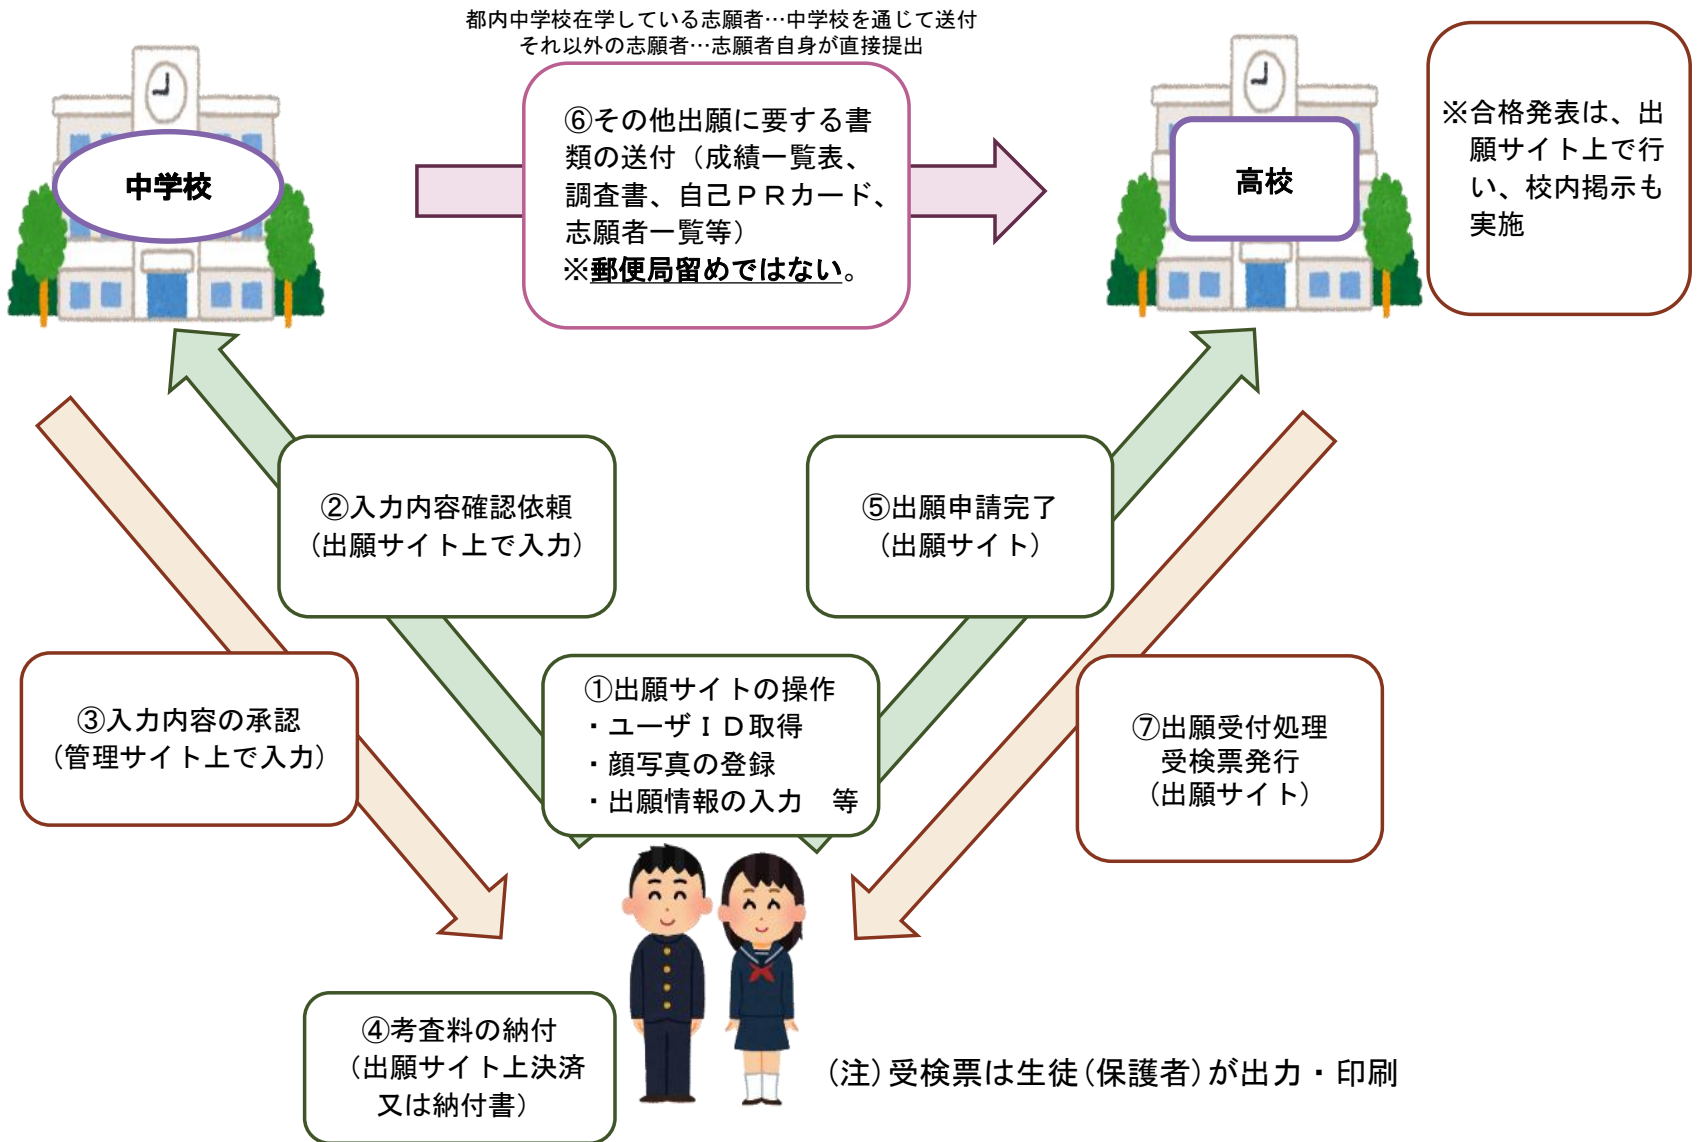 都内中学校在学している志願者…中学校を通じて送付
それ以外の志願者…志願者自身が直接提出
中学校
⑥その他出願に要する書
類の送付（成績一覧表、
調査書、自己ＰＲカード、
志願者一覧等）
※郵便局留めではない。
高校
※合格発表は、出
願サイト上で行
い、校内掲示も
実施
②入力内容確認依頼
（出願サイト上で入力）
⑤出願申請完了
（出願サイト）
③入力内容の承認
（管理サイト上で入力）
①出願サイトの操作
・ユーザＩＤ取得
・顔写真の登録
・出願情報の入力　等
⑦出願受付処理
受検票発行
（出願サイト）
④考査料の納付
（出願サイト上決済
又は納付書）
（注）受検票は生徒（保護者）が出力・印刷